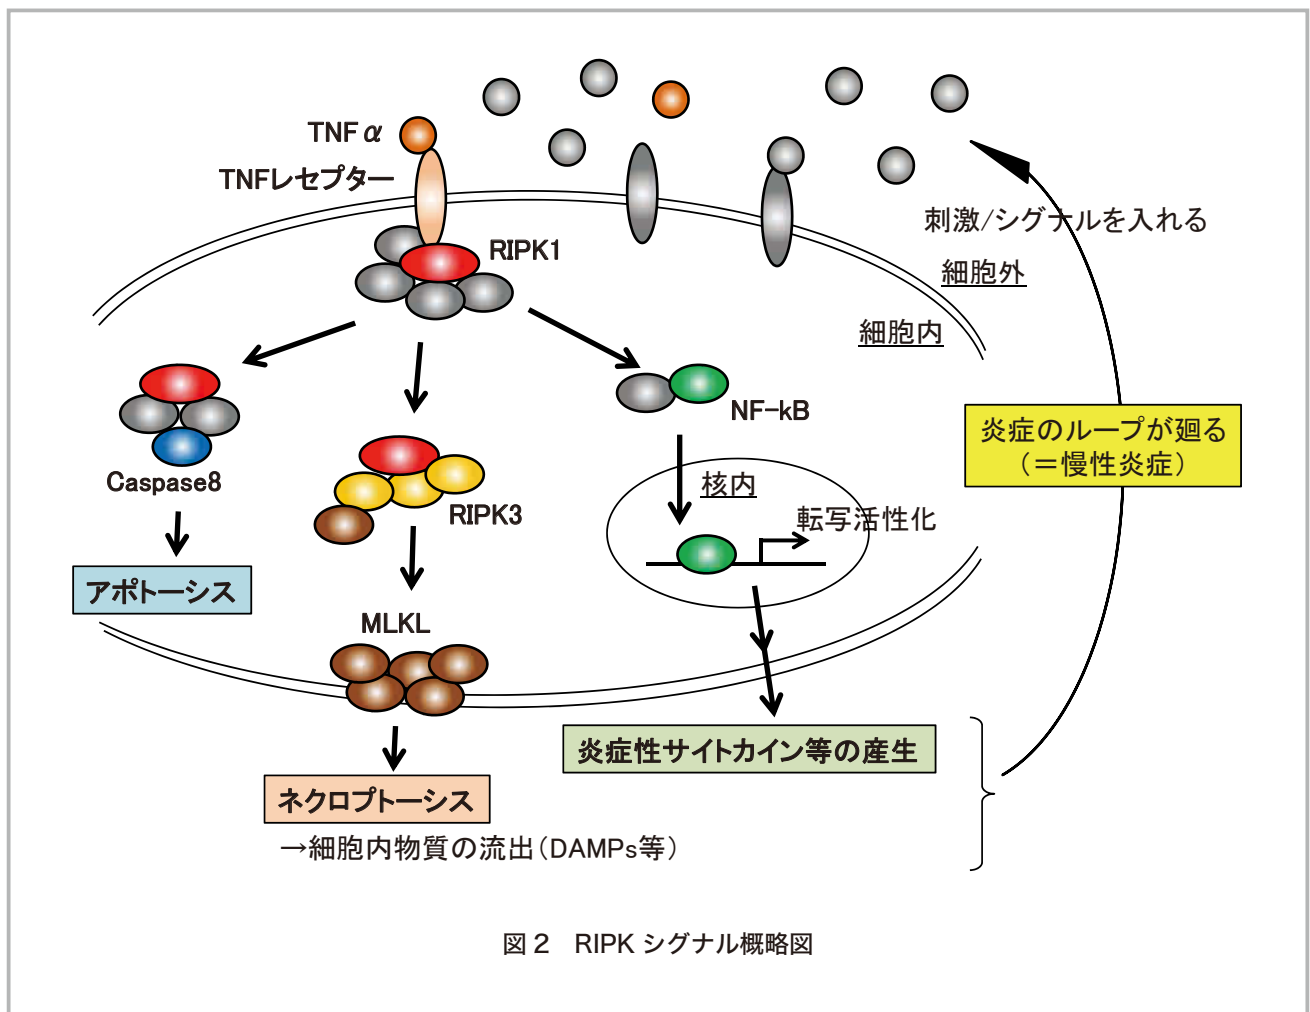 TNFα
TNFレセプター
RIPK1
刺激/シグナルを入れる
細胞外
細胞内
NF-kB
炎症のループが廻る
（＝慢性炎症）
Caspase8
RIPK3
核内
転写活性化
アポトーシス
MLKL
炎症性サイトカイン等の産生
ネクロプトーシス
→細胞内物質の流出（DAMPs等）
図２　RIPK シグナル概略図